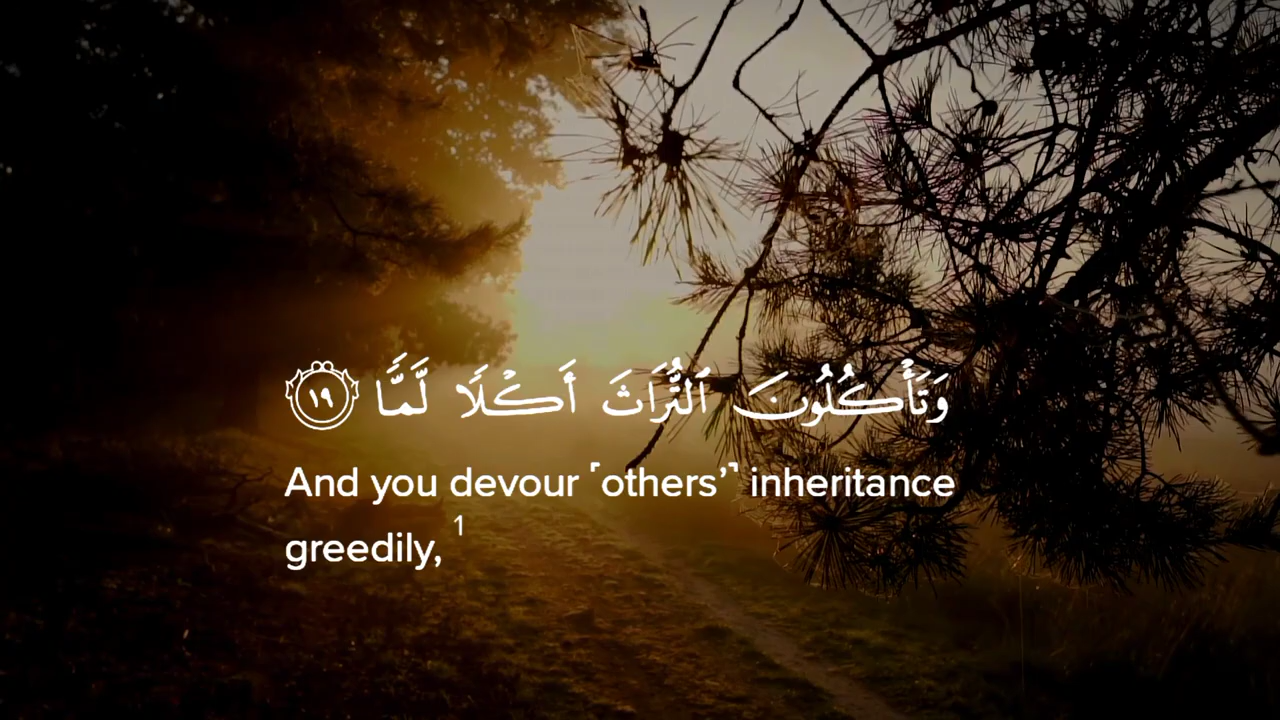 وَتَأْكُلُونَ ٱلتُّرَاثَ أَكْلًا لَّمًّا ١٩
And you devour ⸢others’⸣ inheritance
greedily, 1